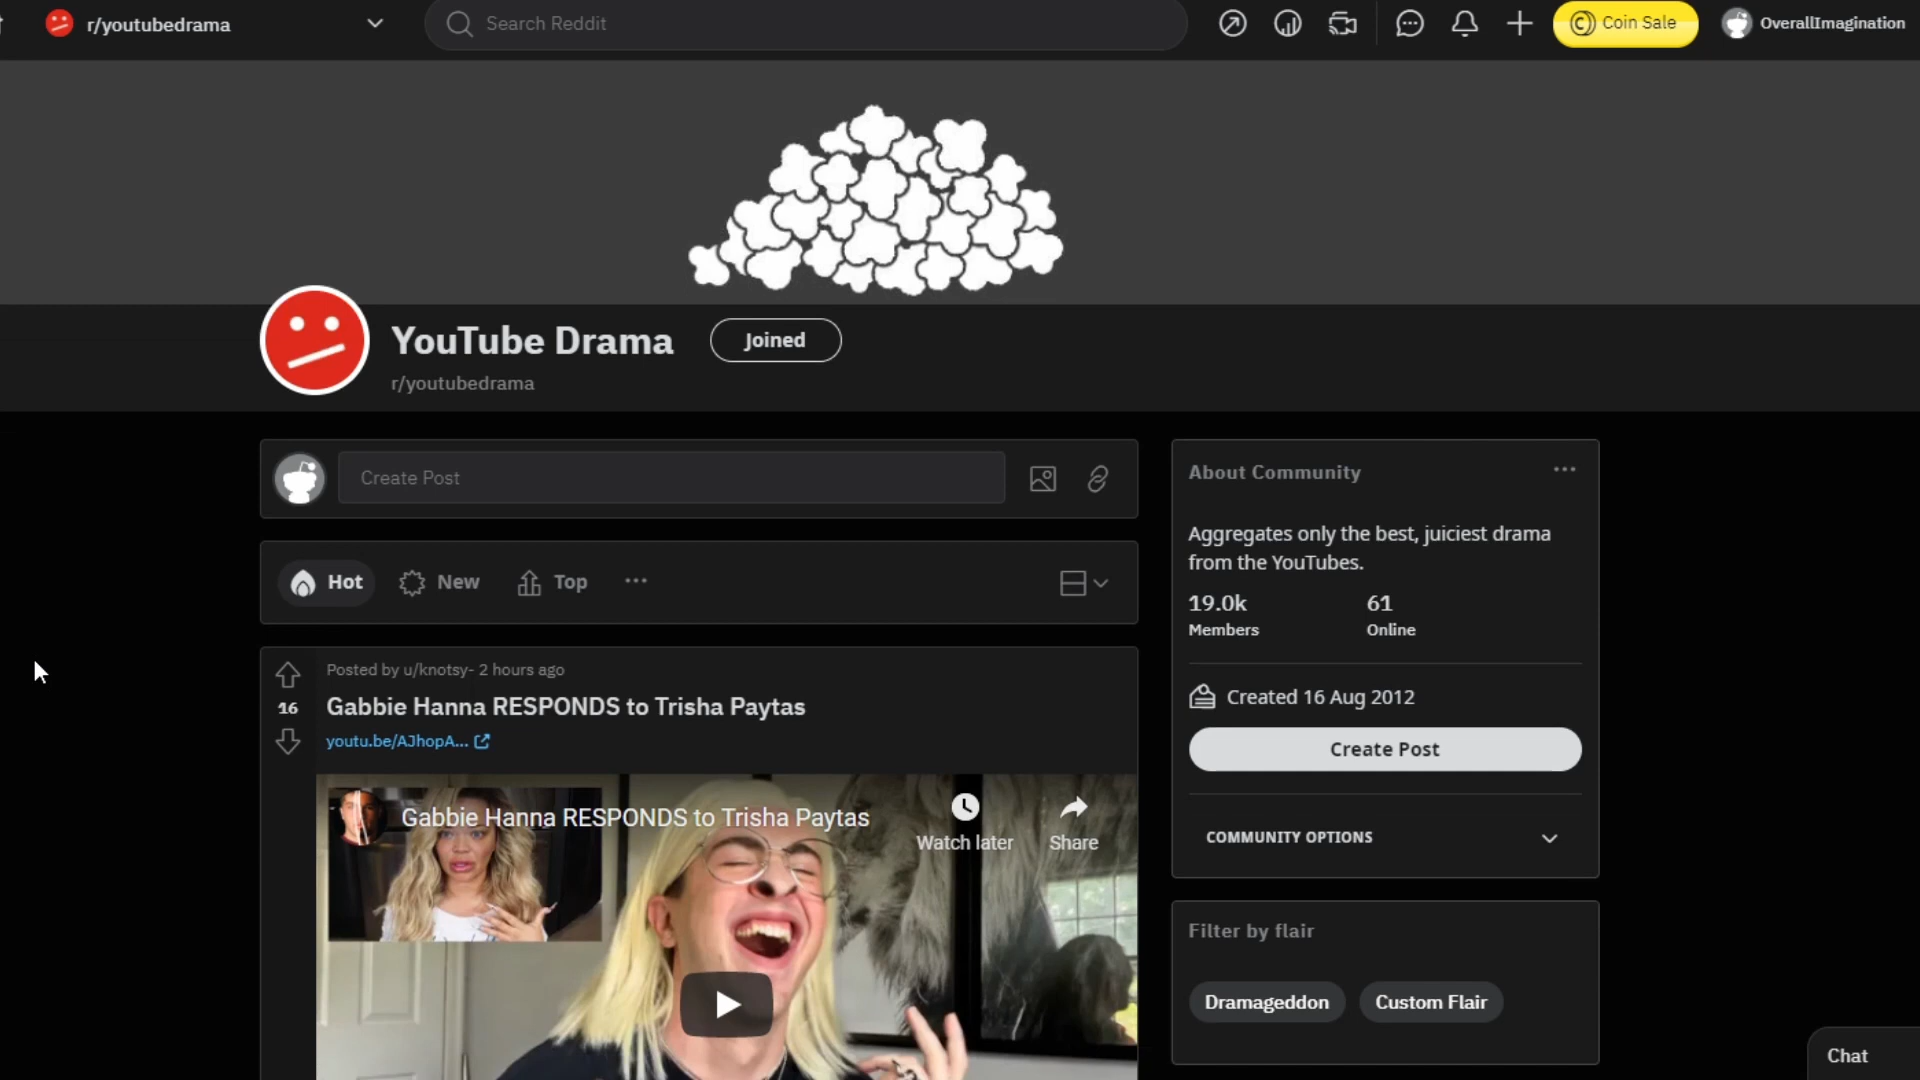 r/youtubedrama
Search Reddit
Coin Sale
OverallImagination
YouTube Drama
Joined
r/youtubedrama
Create Post
Hot
New
Top
Posted by u/knotsy- 2 hours ago
16
Gabbie Hanna RESPONDS to Trisha Paytas
youtu.be/AJhopA...
Gabbie Hanna RESPONDS to Trisha Paytas
Watch later
Share
About Community
Aggregates only the best, juiciest drama
from the YouTubes.
19.0k
61
Members
Online
Created 16 Aug 2012
Create Post
COMMUNITY OPTIONS
Filter by flair
Dramageddon
Custom Flair
Chat